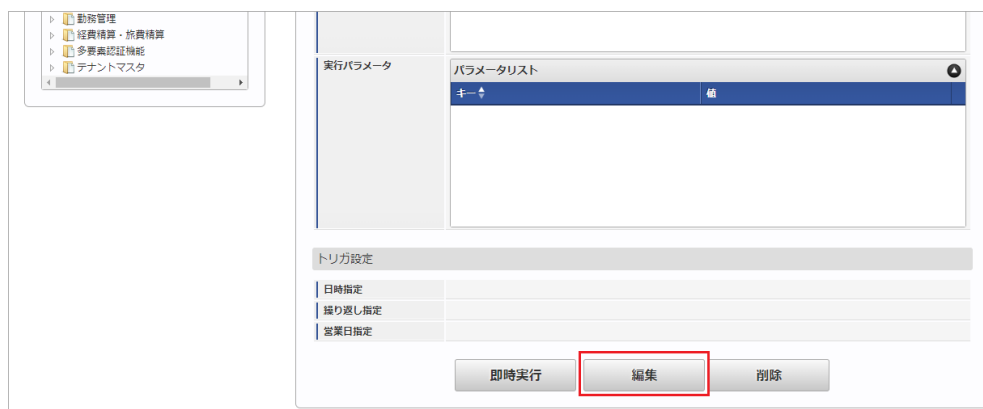 勤務管理
経費精算・旅費精算
多要素認証機能
テナントマスタ
実行パラメータ
パラメータリスト
キー 値
トリガ設定
日時指定
繰り返し指定
営業日指定
即時実行 編集 削除